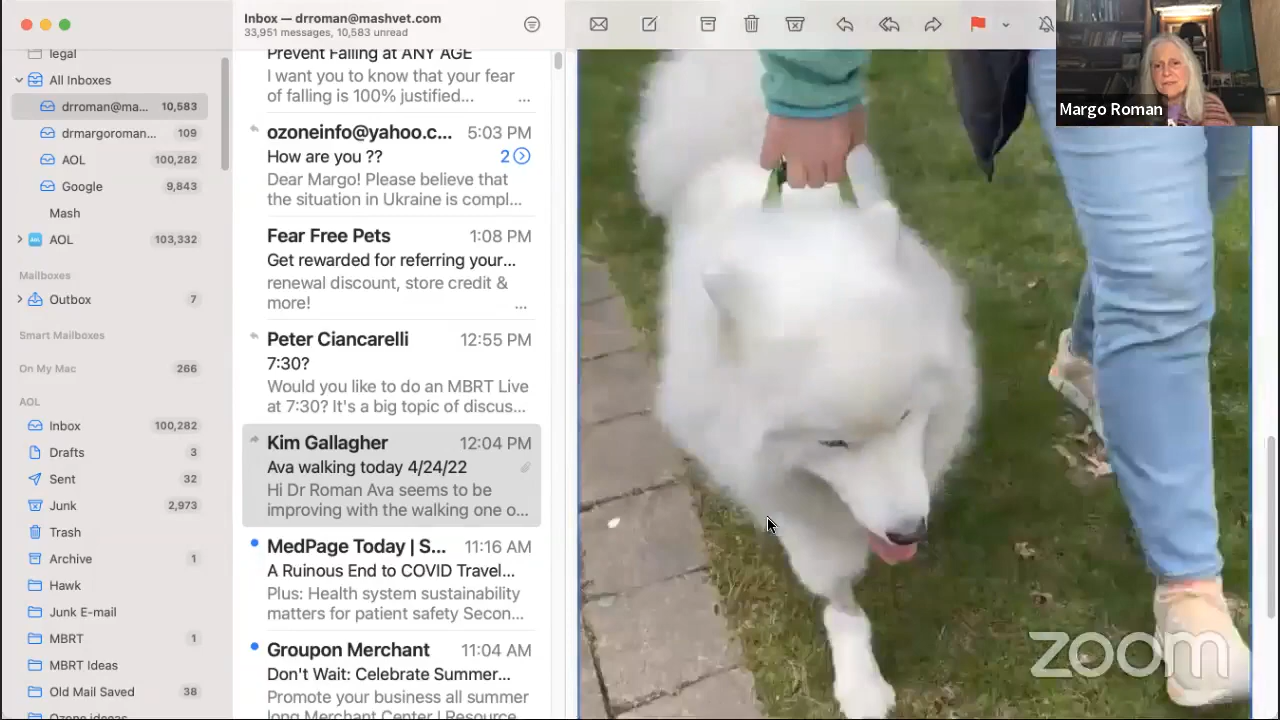 legal
All Inboxes
drroman@ma... 10,583
drmargoroman... 109
AOL 100,282
Google 9,843
Mash
AOL 103,332
Mailboxes
Outbox 7
Smart Mailboxes
On My Mac 266
AOL
Inbox 100,282
Drafts 3
Sent 32
Junk 2,973
Trash
Archive 1
Hawk
Junk E-mail
MBRT 1
MBRT Ideas
Old Mail Saved 38
Ozone ideas
Inbox — drroman@mashvet.com
33,951 messages, 10,583 unread
Prevent Falling at ANY AGE
I want you to know that your fear
of falling is 100% justified... ...
ozoneinfo@yahoo.c... 5:03 PM
How are you ?? 2
Dear Margo! Please believe that
the situation in Ukraine is compl...
Fear Free Pets 1:08 PM
Get rewarded for referring your...
renewal discount, store credit &
more! ...
Peter Ciancarelli 12:55 PM
7:30?
Would you like to do an MBRT Live
at 7:30? It's a big topic of discus...
Kim Gallagher 12:04 PM
Ava walking today 4/24/22
Hi Dr Roman Ava seems to be
improving with the walking one o...
MedPage Today | S... 11:16 AM
A Ruinous End to COVID Travel...
Plus: Health system sustainability
matters for patient safety Secon...
Groupon Merchant 11:04 AM
Don't Wait: Celebrate Summer...
Promote your business all summer
long Merchant Center | Resource
Margo Roman
zoom